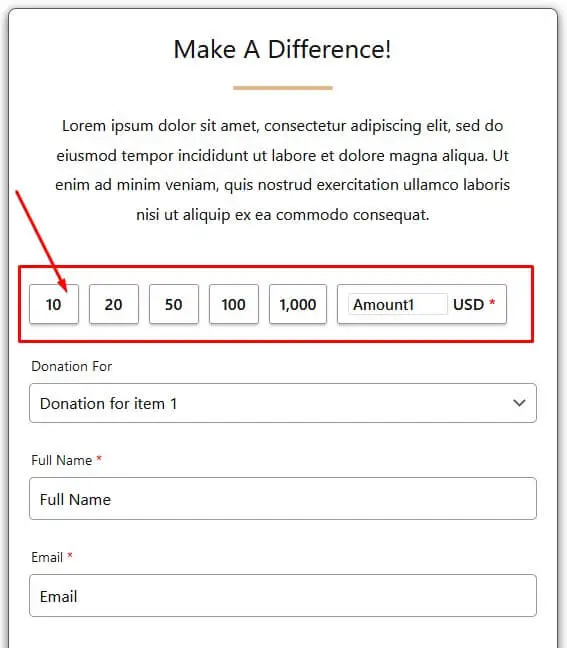 Make A Difference!
Lorem ipsum dolor sit amet, consectetur adipiscing elit, sed do
eiusmod tempor incididunt ut labore et dolore magna aliqua. Ut
enim ad minim veniam, quis nostrud exercitation ullamco laboris
nisi ut aliquip ex ea commodo consequat.
10 20 50 100 1,000 Amount1 USD *
Donation For
Donation for item 1
Full Name *
Full Name
Email *
Email